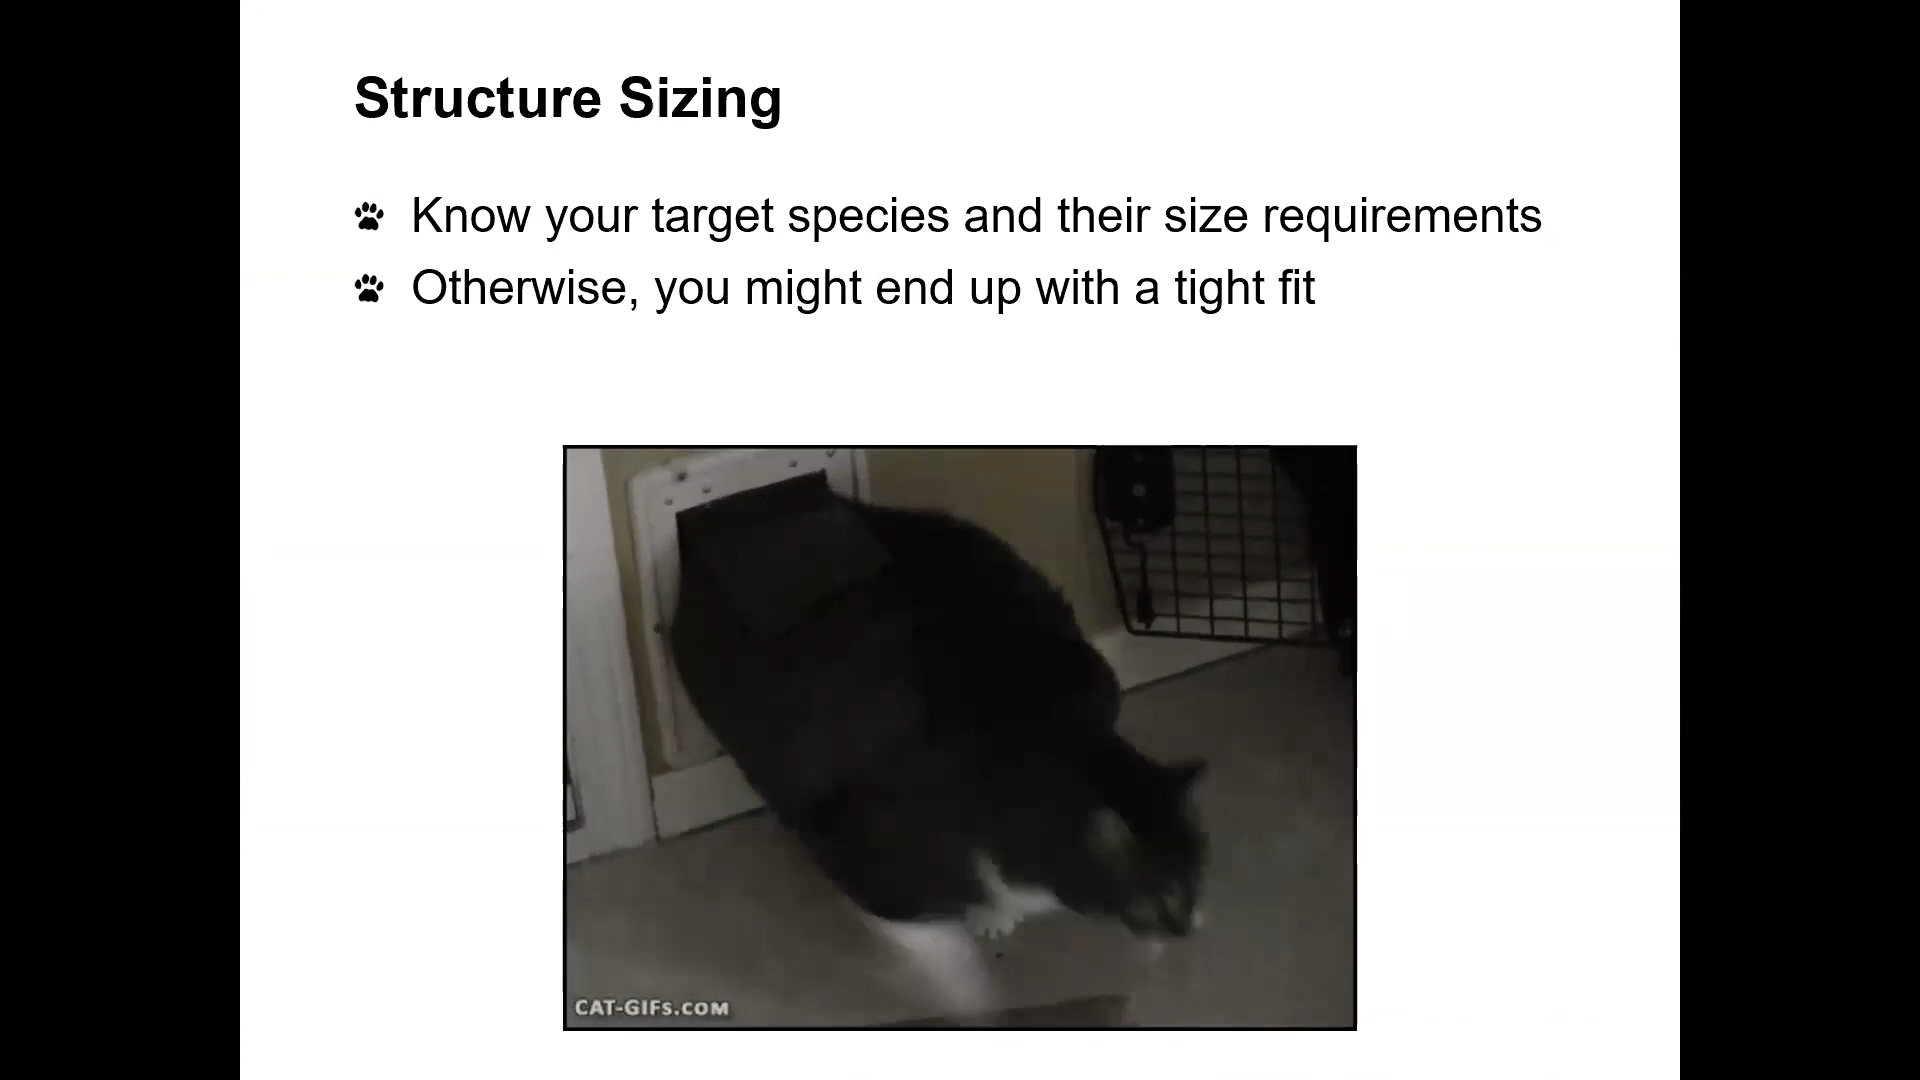 Structure Sizing
Know your target species and their size requirements
Otherwise, you might end up with a tight fit
CAT-GIFS.COM